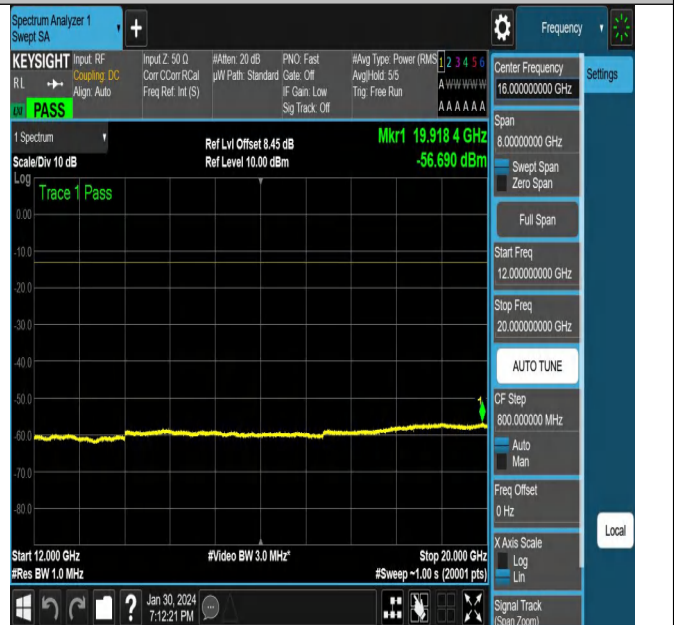 Spectrum Analyzer 1
Swept SA
+
Frequency
KEYSIGHT Input: RF
RL
Coupling: DC
Align: Auto
Input Z: 50 Ω
Corr CCorr RCal
Freq Ref: Int (S)
#Atten: 20 dB
µW Path: Standard
PNO: Fast
Gate: Off
IF Gain: Low
Sig Track: Off
#Avg Type: Power (RMS
Avg|Hold: 5/5
Trig: Free Run
1 2 3 4 5 6
A W W W W W
A A A A A A
LXI PASS
1 Spectrum
Scale/Div 10 dB
Ref Lvl Offset 8.45 dB
Ref Level 10.00 dBm
Mkr1 19.918 4 GHz
-56.690 dBm
Log
Trace 1 Pass
0.00
-10.0
-20.0
-30.0
-40.0
-50.0
-60.0
-70.0
-80.0
1
Start 12.000 GHz
#Res BW 1.0 MHz
#Video BW 3.0 MHz*
Stop 20.000 GHz
#Sweep ~1.00 s (20001 pts)
Center Frequency
16.000000000 GHz
Settings
Span
8.00000000 GHz
Swept Span
Zero Span
Full Span
Start Freq
12.000000000 GHz
Stop Freq
20.000000000 GHz
AUTO TUNE
CF Step
800.000000 MHz
Auto
Man
Freq Offset
0 Hz
X Axis Scale
Log
Lin
Local
Signal Track
(Span Zoom)
?
Jan 30, 2024
7:12:21 PM